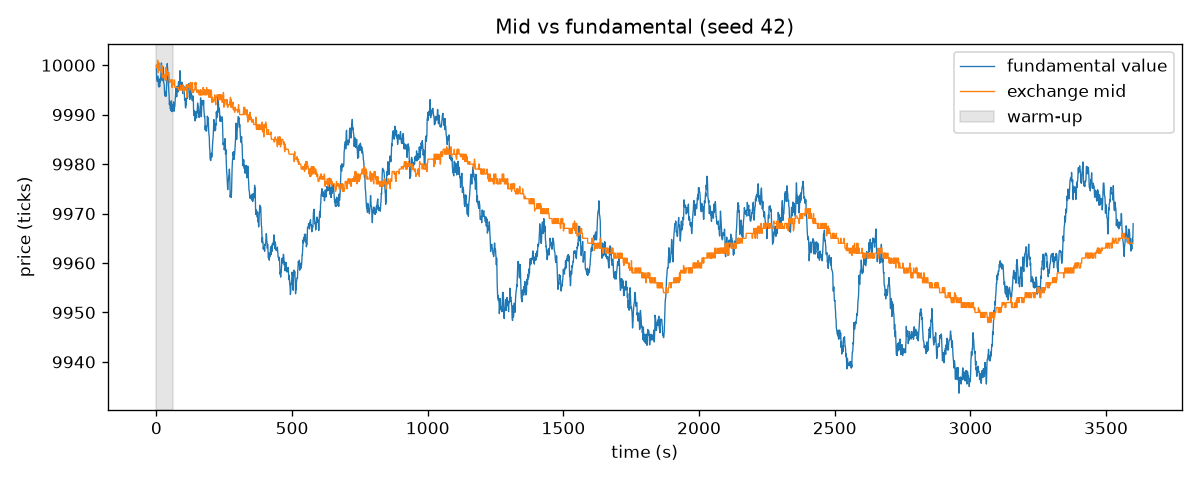 Mid vs fundamental (seed 42)
fundamental value
exchange mid
warm-up
price (ticks)
10000
9990
9980
9970
9960
9950
9940
0 500 1000 1500 2000 2500 3000 3500
time (s)